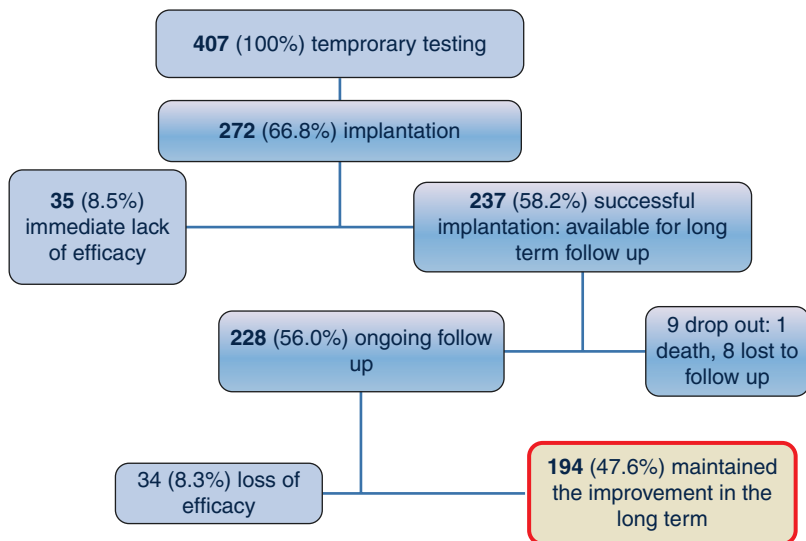 407 (100%) temprorary testing
272 (66.8%) implantation
35 (8.5%)
immediate lack
of efficacy
237 (58.2%) successful
implantation: available for long
term follow up
228 (56.0%) ongoing follow
up
9 drop out: 1
death, 8 lost to
follow up
34 (8.3%) loss of
efficacy
194 (47.6%) maintained
the improvement in the
long term